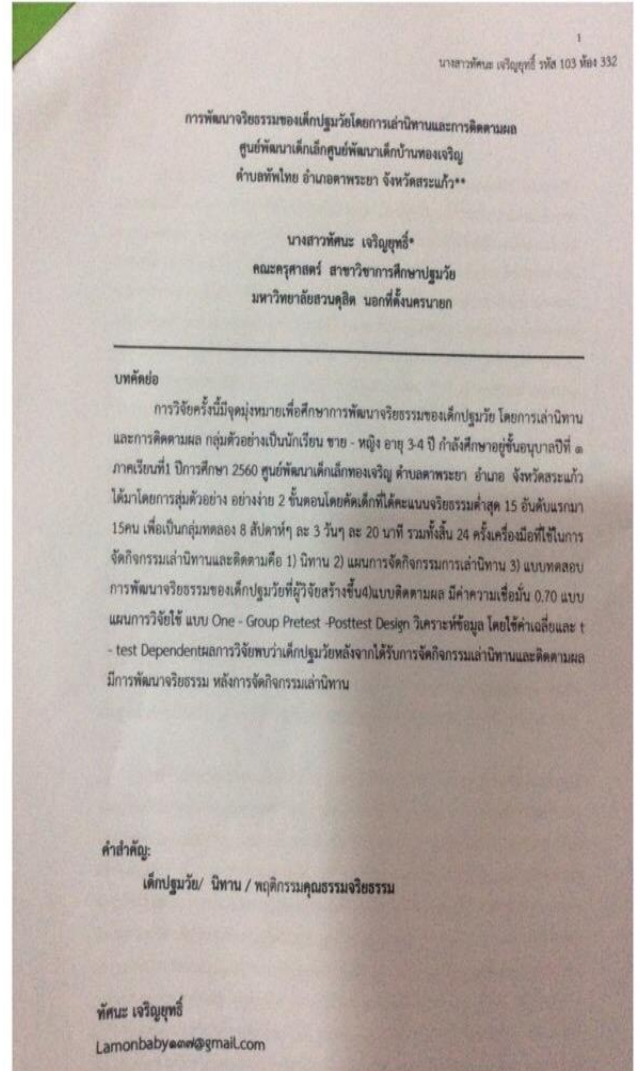 1
นางสาวทัศนะ เจริญยุทธิ์ รหัส 103 ห้อง 332
การพัฒนาจริยธรรมของเด็กปฐมวัยโดยการเล่านิทานและการติดตามผล
ศูนย์พัฒนาเด็กเล็กศูนย์พัฒนาเด็กบ้านทองเจริญ
ตำบลทัพไทย อำเภอตาพระยา จังหวัดสระแก้ว**
นางสาวทัศนะ เจริญยุทธิ์*
คณะครุศาสตร์ สาขาวิชาการศึกษาปฐมวัย
มหาวิทยาลัยสวนดุสิต นอกที่ตั้งนครนายก
บทคัดย่อ
การวิจัยครั้งนี้มีจุดมุ่งหมายเพื่อศึกษาการพัฒนาจริยธรรมของเด็กปฐมวัย โดยการเล่านิทาน
และการติดตามผล กลุ่มตัวอย่างเป็นนักเรียน ชาย - หญิง อายุ 3-4 ปี กำลังศึกษาอยู่ชั้นอนุบาลปีที่ ๑
ภาคเรียนที่1 ปีการศึกษา 2560 ศูนย์พัฒนาเด็กเล็กทองเจริญ ตำบลตาพระยา อำเภอ จังหวัดสระแก้ว
ได้มาโดยการสุ่มตัวอย่าง อย่างง่าย 2 ขั้นตอนโดยคัดเด็กที่ได้คะแนนจริยธรรมต่ำสุด 15 อันดับแรกมา
15คน เพื่อเป็นกลุ่มทดลอง 8 สัปดาห์ๆ ละ 3 วันๆ ละ 20 นาที รวมทั้งสิ้น 24 ครั้งเครื่องมือที่ใช้ในการ
จัดกิจกรรมเล่านิทานและติดตามคือ 1) นิทาน 2) แผนการจัดกิจกรรมการเล่านิทาน 3) แบบทดสอบ
การพัฒนาจริยธรรมของเด็กปฐมวัยที่ผู้วิจัยสร้างขึ้น4)แบบติดตามผล มีค่าความเชื่อมั่น 0.70 แบบ
แผนการวิจัยใช้ แบบ One - Group Pretest -Posttest Design วิเคราะห์ข้อมูล โดยใช้ค่าเฉลี่ยและ t
- test Dependentผลการวิจัยพบว่าเด็กปฐมวัยหลังจากได้รับการจัดกิจกรรมเล่านิทานและติดตามผล
มีการพัฒนาจริยธรรม หลังการจัดกิจกรรมเล่านิทาน
คำสำคัญ:
เด็กปฐมวัย/ นิทาน / พฤติกรรมคุณธรรมจริยธรรม
ทัศนะ เจริญยุทธิ์
Lamonbaby๑๓๗@gmail.com